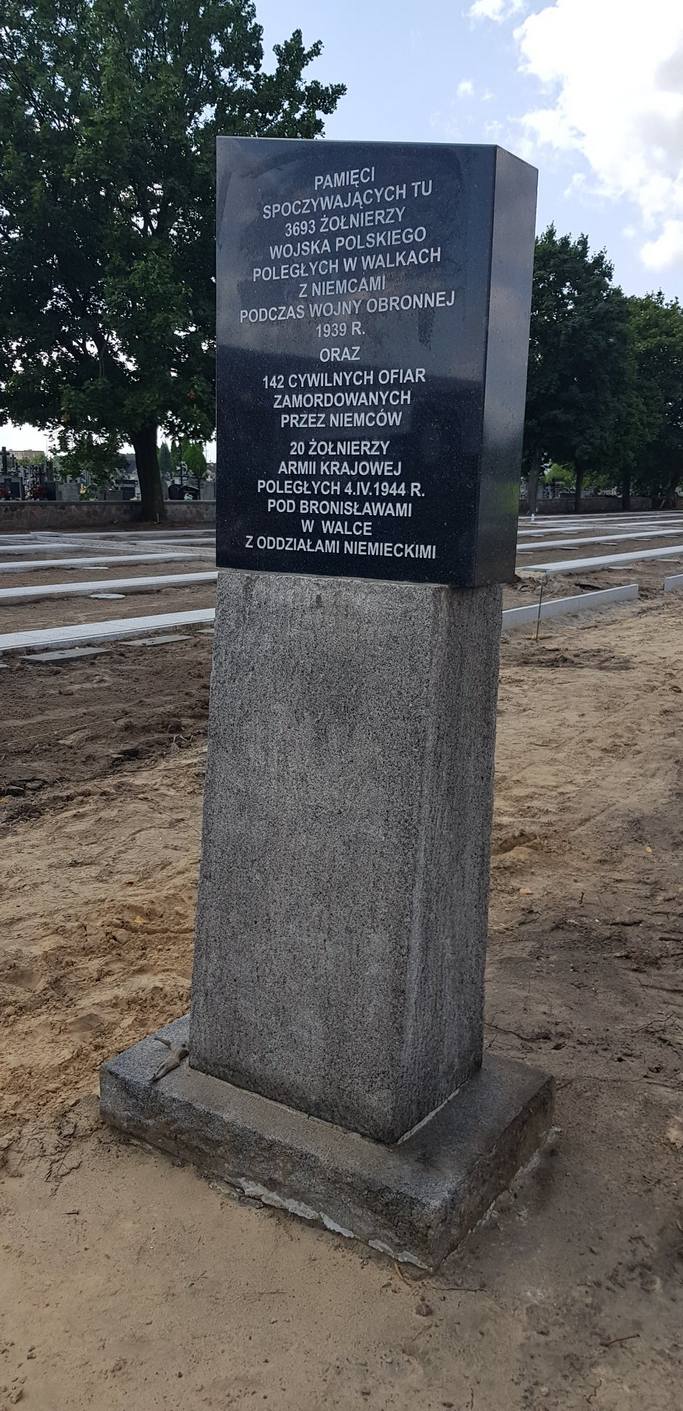 PAMIĘCI
SPOCZYWAJĄCYCH TU
3693 ŻOŁNIERZY
WOJSKA POLSKIEGO
POLEGŁYCH W WALKACH
Z NIEMCAMI
PODCZAS WOJNY OBRONNEJ
1939 R.
ORAZ
142 CYWILNYCH OFIAR
ZAMORDOWANYCH
PRZEZ NIEMCÓW
20 ŻOŁNIERZY
ARMII KRAJOWEJ
POLEGŁYCH 4.IV.1944 R.
POD BRONISŁAWAMI
W WALCE
Z ODDZIAŁAMI NIEMIECKIMI